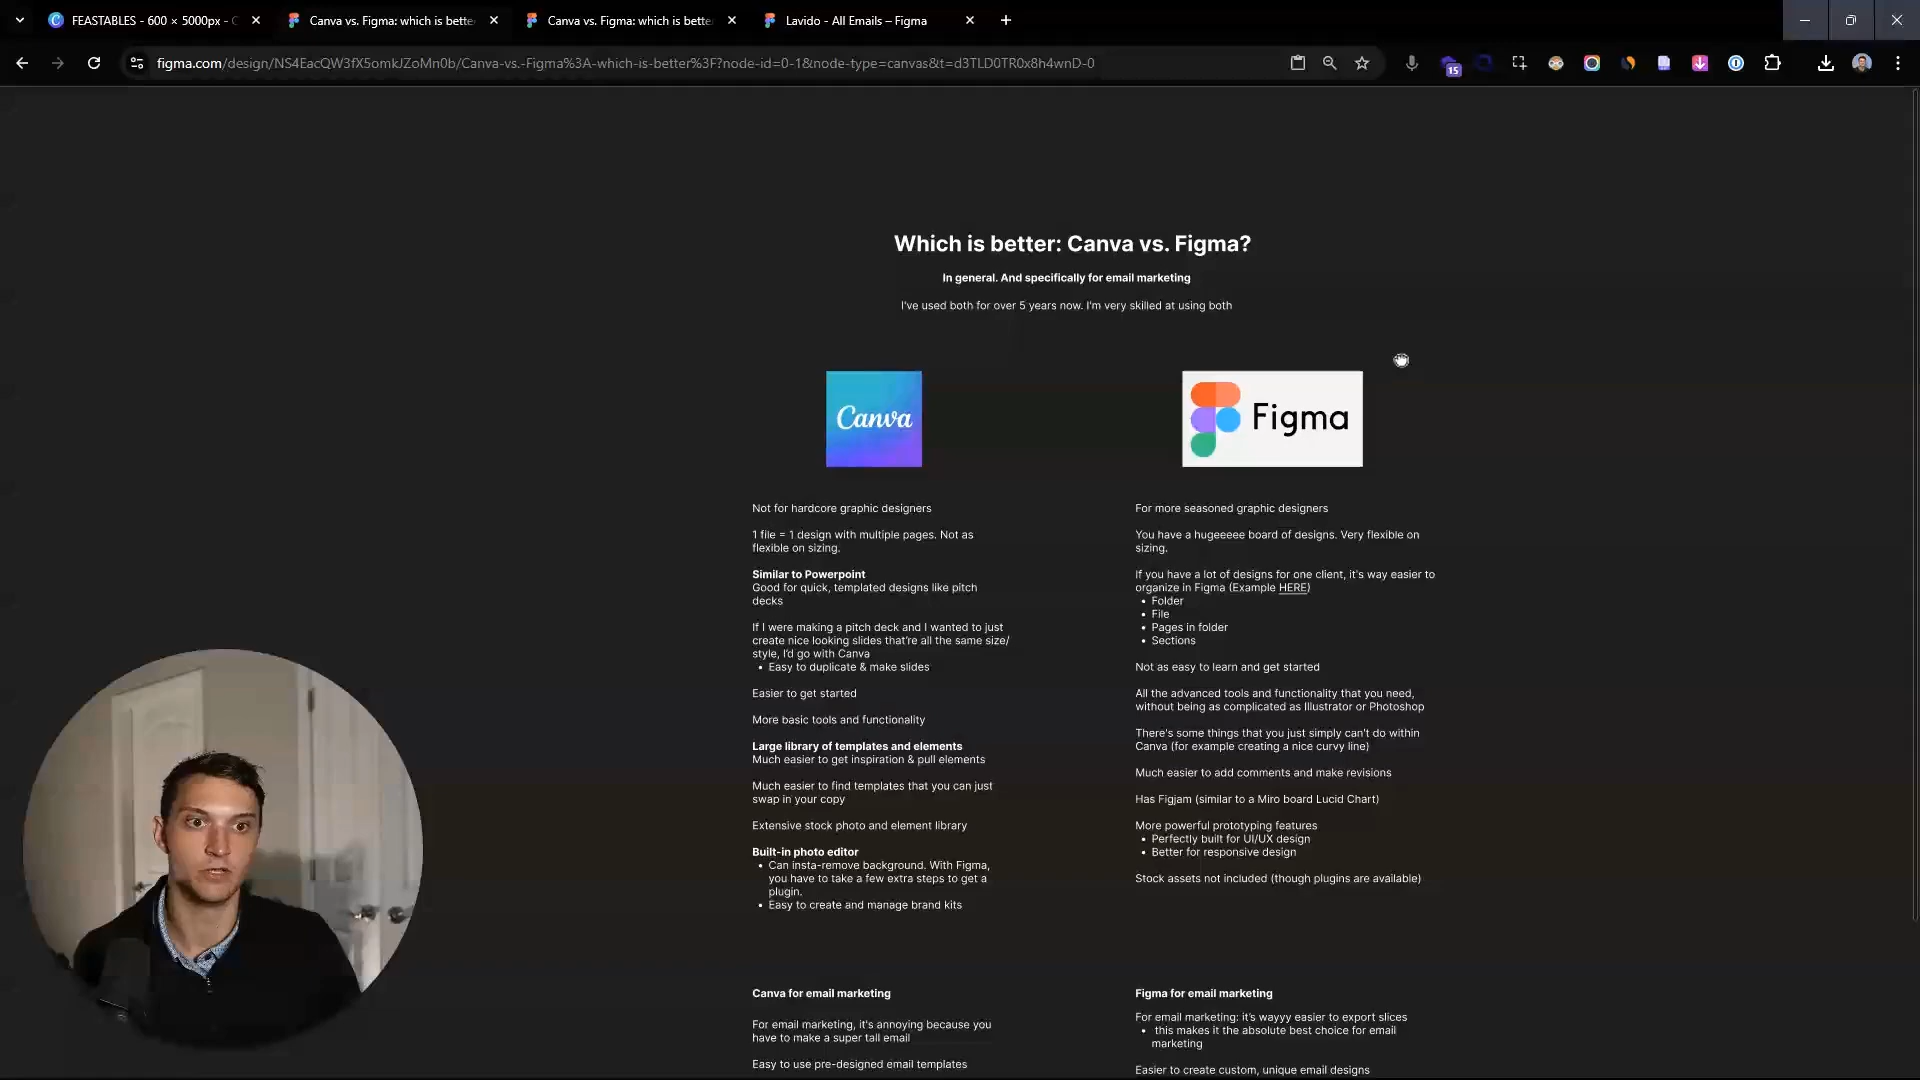 FEASTABLES - 600 × 5000px - C
Canva vs. Figma: which is bette
Canva vs. Figma: which is bette
Lavido - All Emails – Figma
figma.com/design/NS4EacQW3fX5omkJZoMn0b/Canva-vs.-Figma%3A-which-is-better%3F?node-id=0-1&node-type=canvas&t=d3TLD0TR0x8h4wnD-0
15
Which is better: Canva vs. Figma?
In general. And specifically for email marketing
I've used both for over 5 years now. I'm very skilled at using both
Canva
Figma
Not for hardcore graphic designers
1 file = 1 design with multiple pages. Not as
flexible on sizing.
Similar to Powerpoint
Good for quick, templated designs like pitch
decks
If I were making a pitch deck and I wanted to just
create nice looking slides that're all the same size/
style, I'd go with Canva
• Easy to duplicate & make slides
Easier to get started
More basic tools and functionality
Large library of templates and elements
Much easier to get inspiration & pull elements
Much easier to find templates that you can just
swap in your copy
Extensive stock photo and element library
Built-in photo editor
• Can insta-remove background. With Figma,
you have to take a few extra steps to get a
plugin.
• Easy to create and manage brand kits
For more seasoned graphic designers
You have a hugeeeee board of designs. Very flexible on
sizing.
If you have a lot of designs for one client, it's way easier to
organize in Figma (Example HERE)
• Folder
• File
• Pages in folder
• Sections
Not as easy to learn and get started
All the advanced tools and functionality that you need,
without being as complicated as Illustrator or Photoshop
There's some things that you just simply can't do within
Canva (for example creating a nice curvy line)
Much easier to add comments and make revisions
Has Figjam (similar to a Miro board Lucid Chart)
More powerful prototyping features
• Perfectly built for UI/UX design
• Better for responsive design
Stock assets not included (though plugins are available)
Canva for email marketing
For email marketing, it's annoying because you
have to make a super tall email
Easy to use pre-designed email templates
Figma for email marketing
For email marketing: it's wayyy easier to export slices
• this makes it the absolute best choice for email
marketing
Easier to create custom, unique email designs